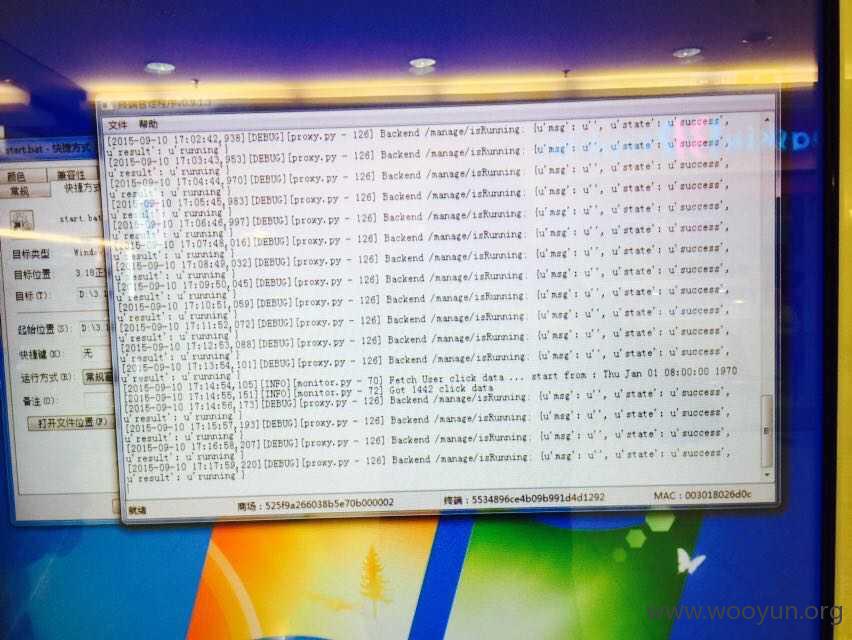 文件 帮助
[2015-09-10 17:02:42,938][DEBUG][proxy.py - 126] Backend /manage/isRunning: {u'msg': u'', u'state': u'success',
u'result': u'running'}
[2015-09-10 17:03:43,953][DEBUG][proxy.py - 126] Backend /manage/isRunning: {u'msg': u'', u'state': u'success',
u'result': u'running'}
[2015-09-10 17:04:44,970][DEBUG][proxy.py - 126] Backend /manage/isRunning: {u'msg': u'', u'state': u'success',
u'result': u'running'}
[2015-09-10 17:05:45,983][DEBUG][proxy.py - 126] Backend /manage/isRunning: {u'msg': u'', u'state': u'success',
u'result': u'running'}
[2015-09-10 17:06:46,997][DEBUG][proxy.py - 126] Backend /manage/isRunning: {u'msg': u'', u'state': u'success',
u'result': u'running'}
[2015-09-10 17:07:48,016][DEBUG][proxy.py - 126] Backend /manage/isRunning: {u'msg': u'', u'state': u'success',
u'result': u'running'}
[2015-09-10 17:08:49,032][DEBUG][proxy.py - 126] Backend /manage/isRunning: {u'msg': u'', u'state': u'success',
u'result': u'running'}
[2015-09-10 17:09:50,045][DEBUG][proxy.py - 126] Backend /manage/isRunning: {u'msg': u'', u'state': u'success',
u'result': u'running'}
[2015-09-10 17:10:51,059][DEBUG][proxy.py - 126] Backend /manage/isRunning: {u'msg': u'', u'state': u'success',
u'result': u'running'}
[2015-09-10 17:11:52,072][DEBUG][proxy.py - 126] Backend /manage/isRunning: {u'msg': u'', u'state': u'success',
u'result': u'running'}
[2015-09-10 17:12:53,088][DEBUG][proxy.py - 126] Backend /manage/isRunning: {u'msg': u'', u'state': u'success',
u'result': u'running'}
[2015-09-10 17:13:54,101][DEBUG][proxy.py - 126] Backend /manage/isRunning: {u'msg': u'', u'state': u'success',
u'result': u'running'}
[2015-09-10 17:14:54,105][INFO][monitor.py - 70] Fetch User click data ... start from : Thu Jan 01 08:00:00 1970
[2015-09-10 17:14:55,151][INFO][monitor.py - 72] Got 1442 click data
[2015-09-10 17:14:56,173][DEBUG][proxy.py - 126] Backend /manage/isRunning: {u'msg': u'', u'state': u'success',
u'result': u'running'}
[2015-09-10 17:15:57,193][DEBUG][proxy.py - 126] Backend /manage/isRunning: {u'msg': u'', u'state': u'success',
u'result': u'running'}
[2015-09-10 17:16:58,207][DEBUG][proxy.py - 126] Backend /manage/isRunning: {u'msg': u'', u'state': u'success',
u'result': u'running'}
[2015-09-10 17:17:59,220][DEBUG][proxy.py - 126] Backend /manage/isRunning: {u'msg': u'', u'state': u'success',
u'result': u'running'}
就绪 商场：525f9a266038b5e70b000002 终端：5534896ce4b09b991d4d1292 MAC：003018026d0c
start.bat - 快捷方式
颜色 兼容性
常规 快捷方式
start.bat
目标类型
目标位置 3.18
目标(T):
起始位置(S):
快捷键(K): 无
运行方式(R): 常规
备注(O):
打开文件位置(F)
www.wooyun.org